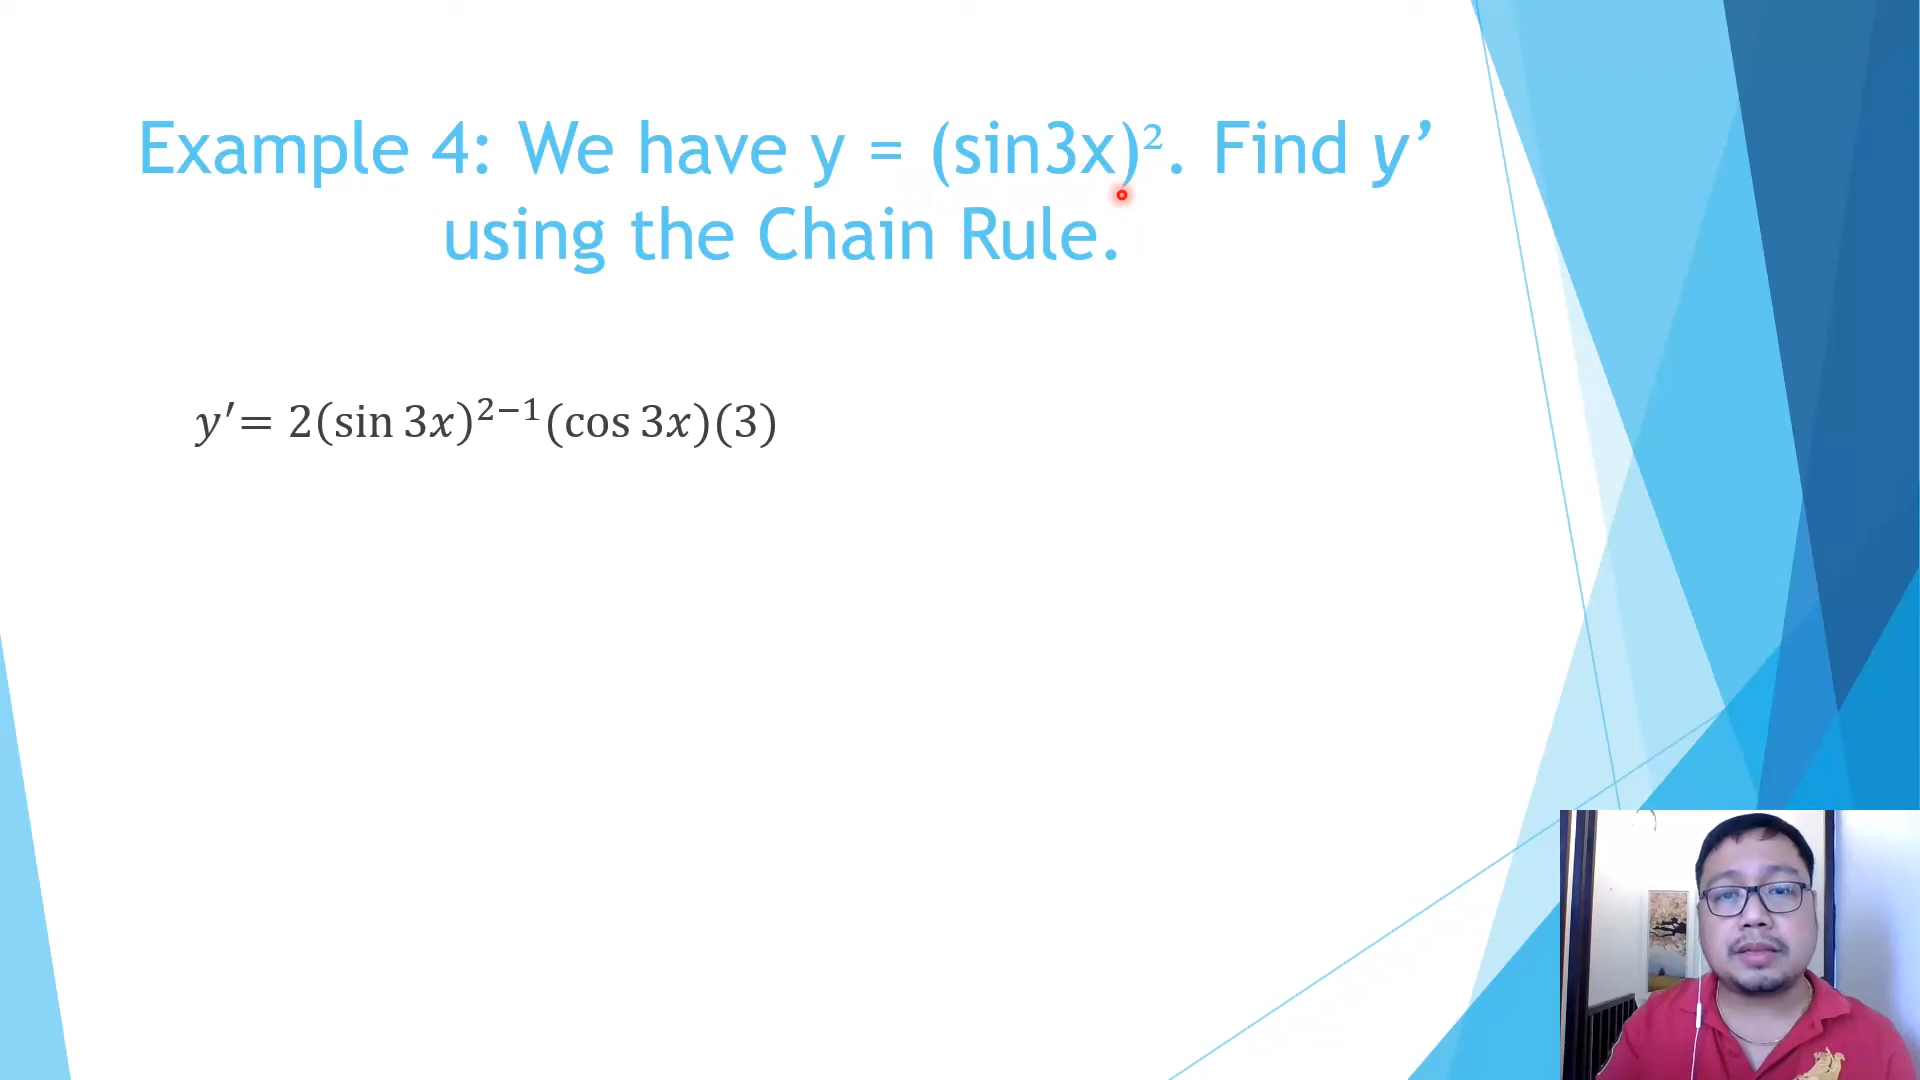 Example 4: We have y = (sin3x)². Find y’
using the Chain Rule.
y′= 2(sin 3x)²⁻¹(cos 3x)(3)